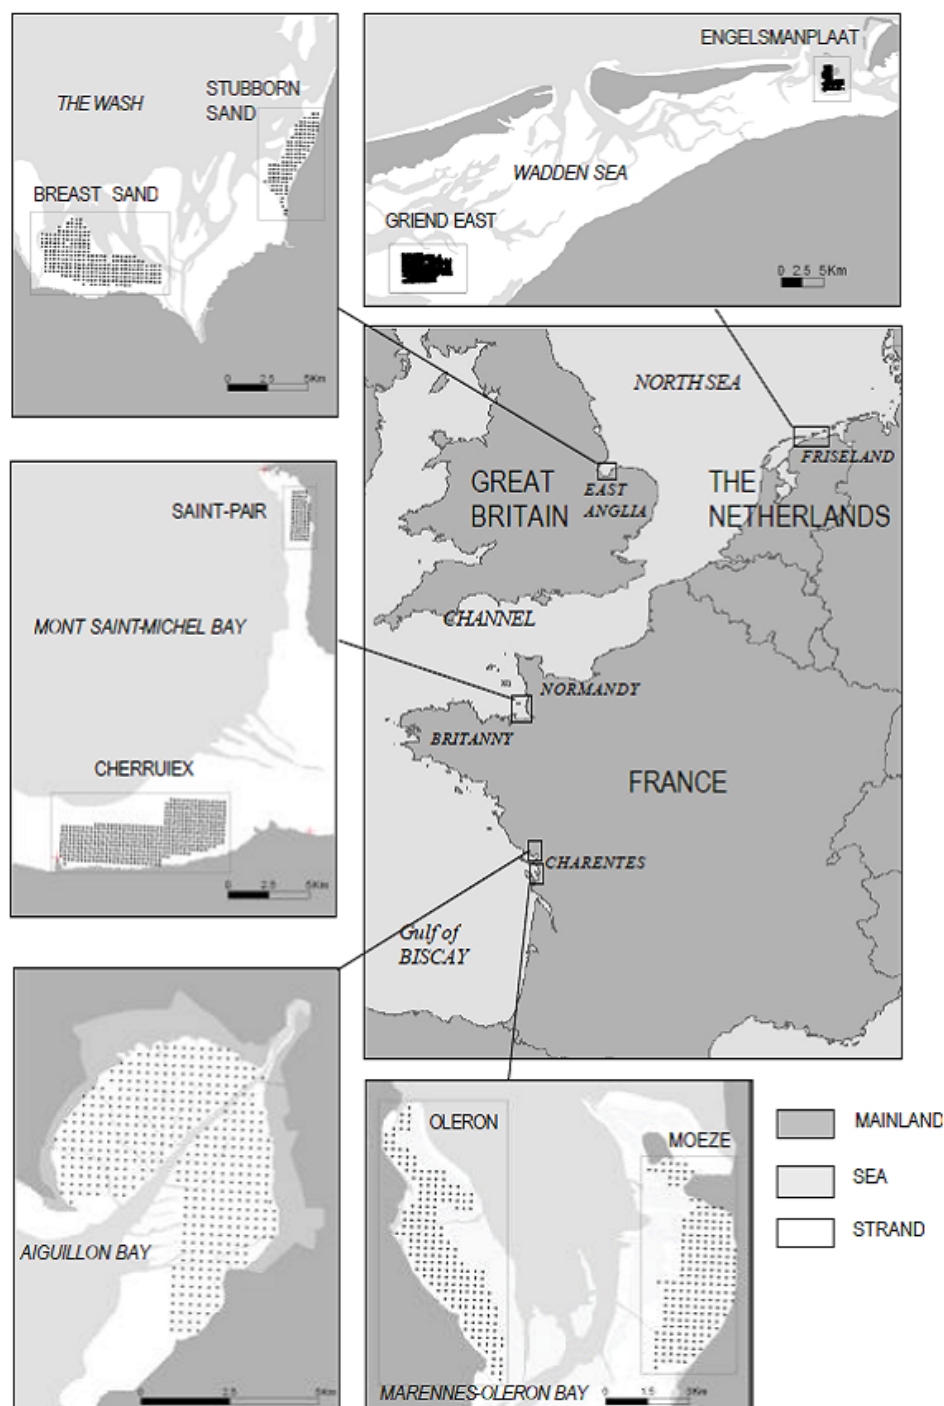 THE WASH
STUBBORN
SAND
BREAST SAND
0 2.5 5Km
ENGELSMANPLAAT
WADDEN SEA
GRIEND EAST
0 2.5 5Km
SAINT-PAIR
MONT SAINT-MICHEL BAY
CHERRUIEX
0 2.5 5Km
NORTH SEA
FRISELAND
GREAT
BRITAIN
EAST
ANGLIA
THE
NETHERLANDS
CHANNEL
NORMANDY
BRITANNY
FRANCE
CHARENTES
Gulf of
BISCAY
AIGUILLON BAY
0 2.5 5Km
OLERON
MOEZE
MARENNES-OLERON BAY
0 1.5 3Km
MAINLAND
SEA
STRAND